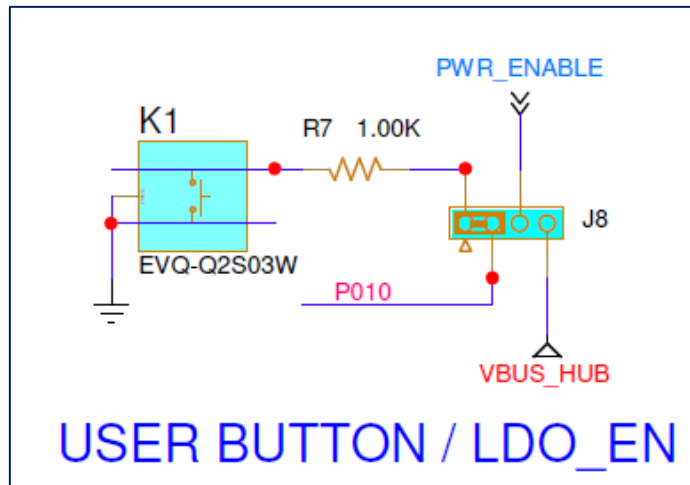 PWR_ENABLE
K1
R7 1.00K
J8
EVQ-Q2S03W
P010
VBUS_HUB
USER BUTTON / LDO_EN